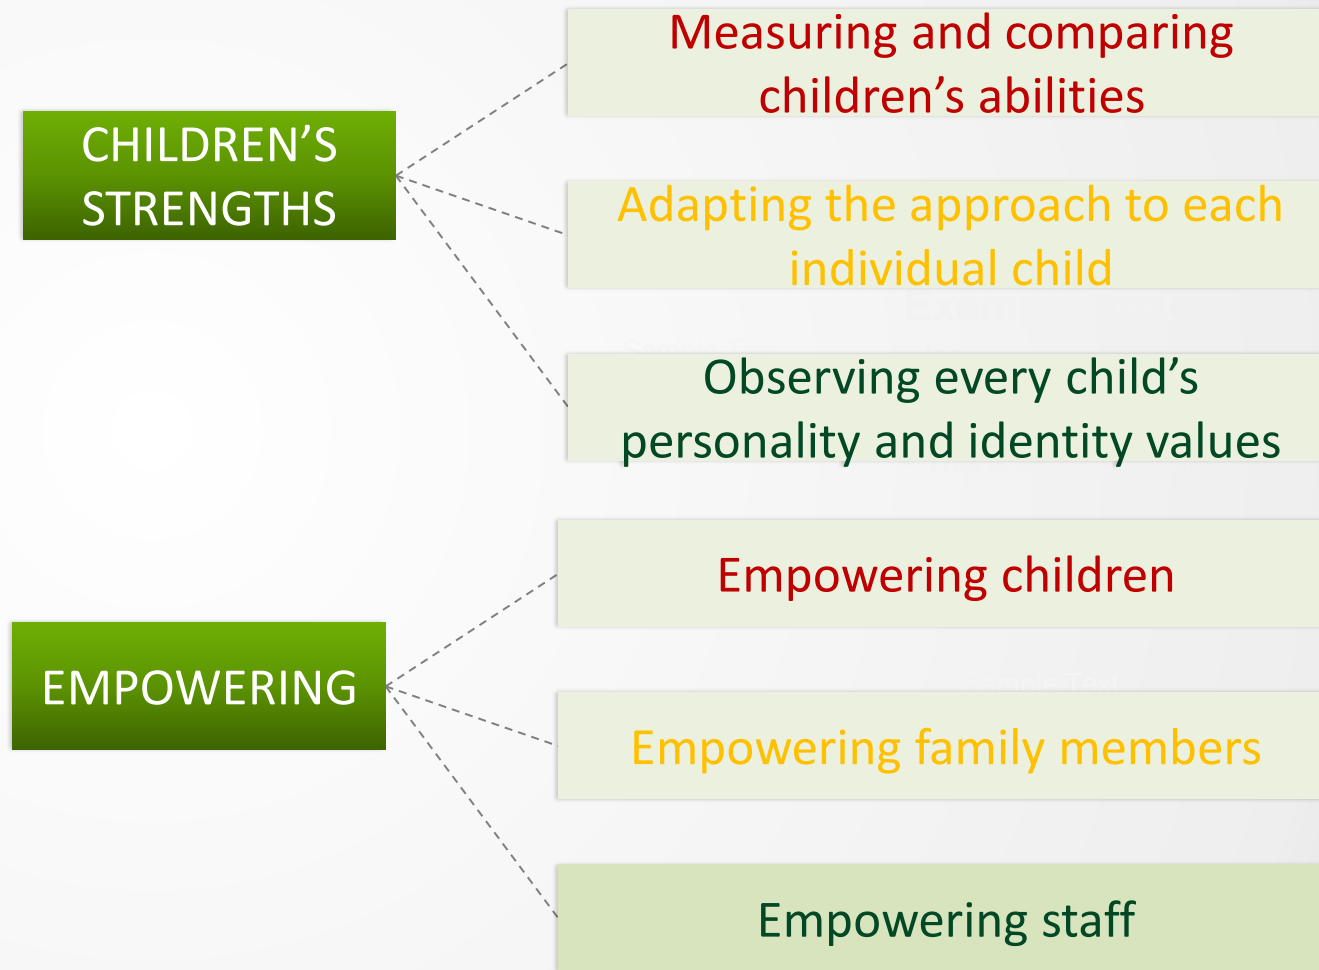 CHILDREN’S
STRENGTHS
Measuring and comparing
children’s abilities
Adapting the approach to each
individual child
Observing every child’s
personality and identity values
EMPOWERING
Empowering children
Empowering family members
Empowering staff